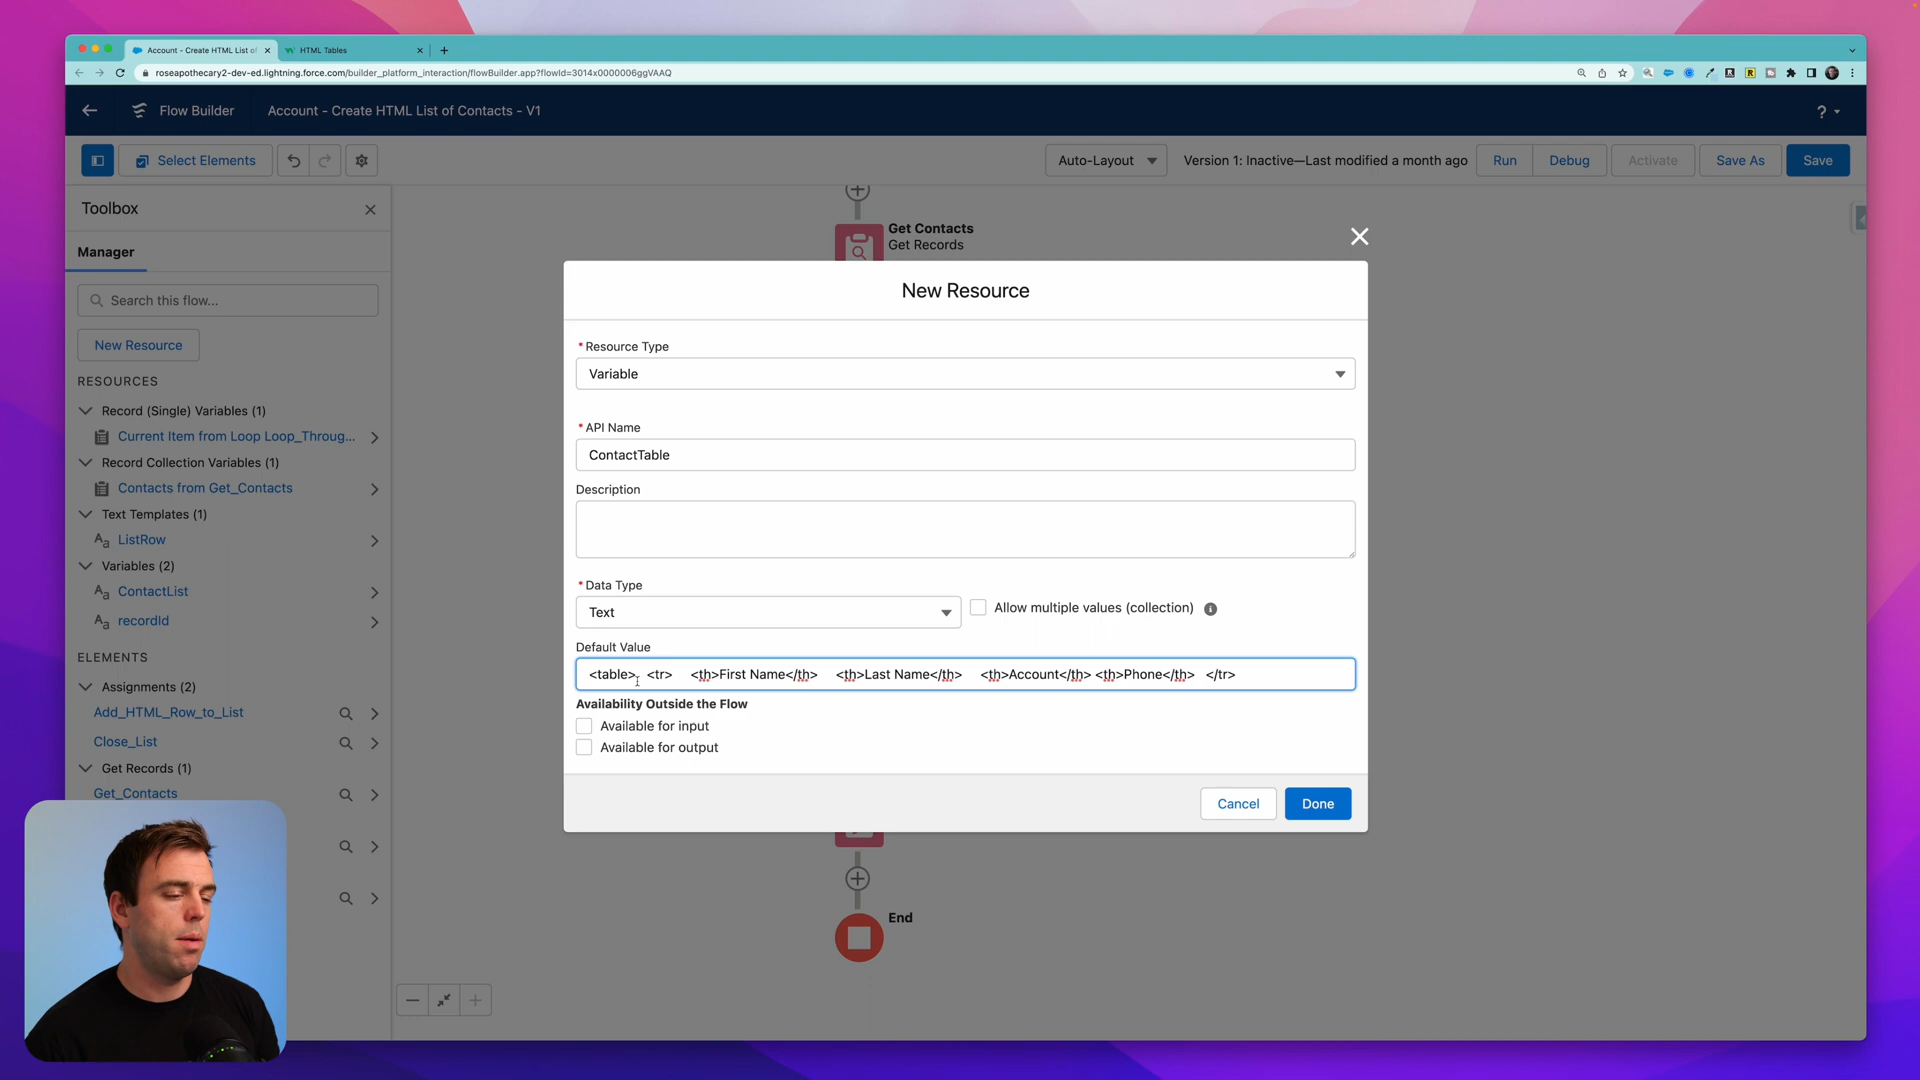 Account - Create HTML List of
HTML Tables
roseapothecary2-dev-ed.lightning.force.com/builder_platform_interaction/flowBuilder.app?flowId=3014x0000006ggVAAQ
Flow Builder
Account - Create HTML List of Contacts - V1
?
Select Elements
Auto-Layout
Version 1: Inactive—Last modified a month ago
Run
Debug
Activate
Save As
Save
Toolbox
Manager
Search this flow...
New Resource
RESOURCES
Record (Single) Variables (1)
Current Item from Loop Loop_Throug...
Record Collection Variables (1)
Contacts from Get_Contacts
Text Templates (1)
ListRow
Variables (2)
ContactList
recordId
ELEMENTS
Assignments (2)
Add_HTML_Row_to_List
Close_List
Get Records (1)
Get_Contacts
Get Contacts
Get Records
New Resource
* Resource Type
Variable
* API Name
ContactTable
Description
* Data Type
Text
Allow multiple values (collection)
Default Value
<table> <tr> <th>First Name</th> <th>Last Name</th> <th>Account</th> <th>Phone</th> </tr>
Availability Outside the Flow
Available for input
Available for output
Cancel
Done
End